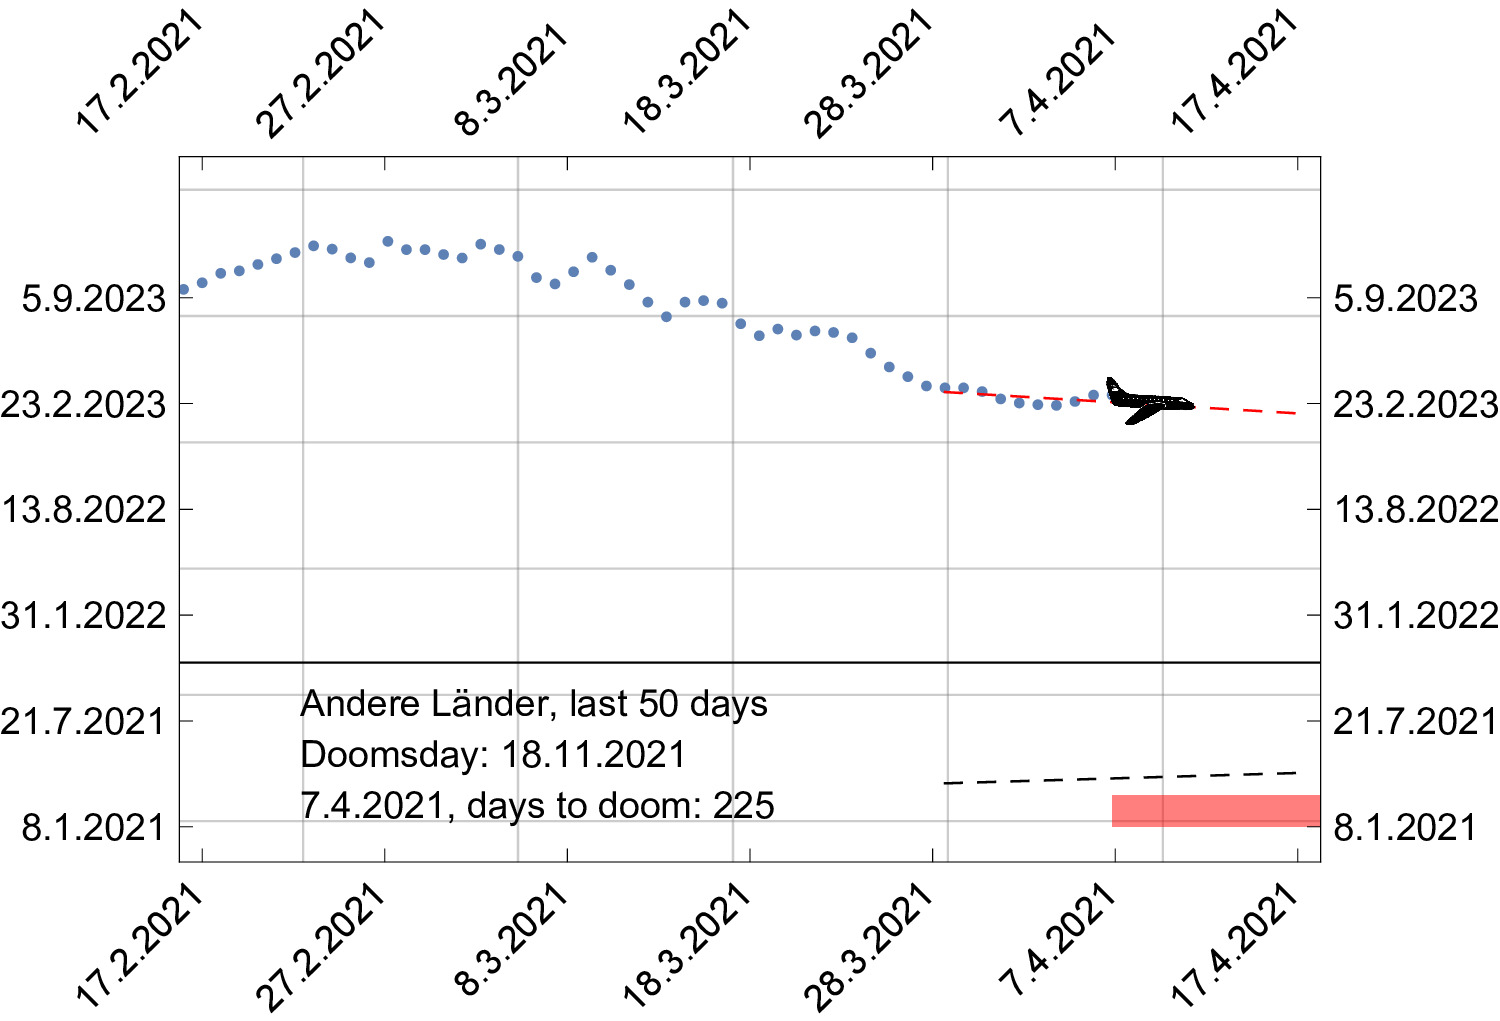 17.2.2021 27.2.2021 8.3.2021 18.3.2021 28.3.2021 7.4.2021 17.4.2021
5.9.2023 5.9.2023
23.2.2023 23.2.2023
13.8.2022 13.8.2022
31.1.2022 31.1.2022
Andere Länder, last 50 days
21.7.2021 21.7.2021
Doomsday: 18.11.2021
7.4.2021, days to doom: 225
8.1.2021 8.1.2021
17.2.2021 27.2.2021 8.3.2021 18.3.2021 28.3.2021 7.4.2021 17.4.2021